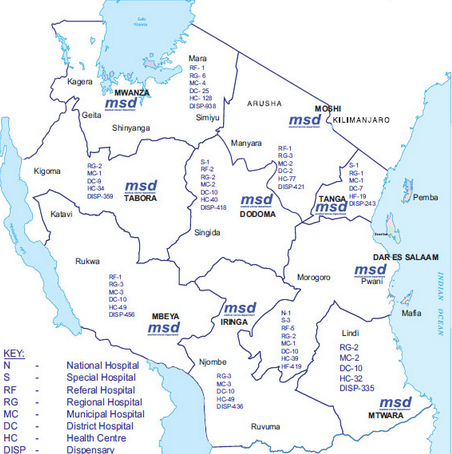 Lake
Victoria
Kagera
Mara
RF- 1
RG- 6
MC- 4
DC- 25
HC- 128
DISP-938
MWANZA
msd
Geita
Simiyu
Shinyanga
ARUSHA
MOSHI
msd
KILIMANJARO
Manyara
Kigoma
RG-2
MC-1
DC-9
HC-34
DISP-359
msd
TABORA
S-1
RF-2
RG-2
MC-2
DC-10
HC-40
DISP-418
RF-1
RG-3
MC-2
DC-2
HC-77
DISP-421
msd
DODOMA
S-1
RG-1
MC-1
DC-7
HF-19
DISP-243
TANGA
msd
Pemba
Katavi
Singida
Rukwa
RF-1
RG-3
MC-3
DC-10
HC-49
DISP-456
MBEYA
msd
Morogoro
DAR ES SALAAM
msd
Pwani
Mafia
INDIAN OCEAN
msd
IRINGA
N-1
S-3
RF-5
RG-2
MC-1
DC-10
HC-39
HF-419
Lindi
RG-2
MC-2
DC-10
HC-32
DISP-335
msd
MTWARA
Njombe
RG-3
MC-3
DC-10
HC-49
DISP-436
Ruvuma
KEY:
N - National Hospital
S - Special Hospital
RF - Referal Hospital
RG - Regional Hospital
MC - Municipal Hospital
DC - District Hospital
HC - Health Centre
DISP - Dispensary